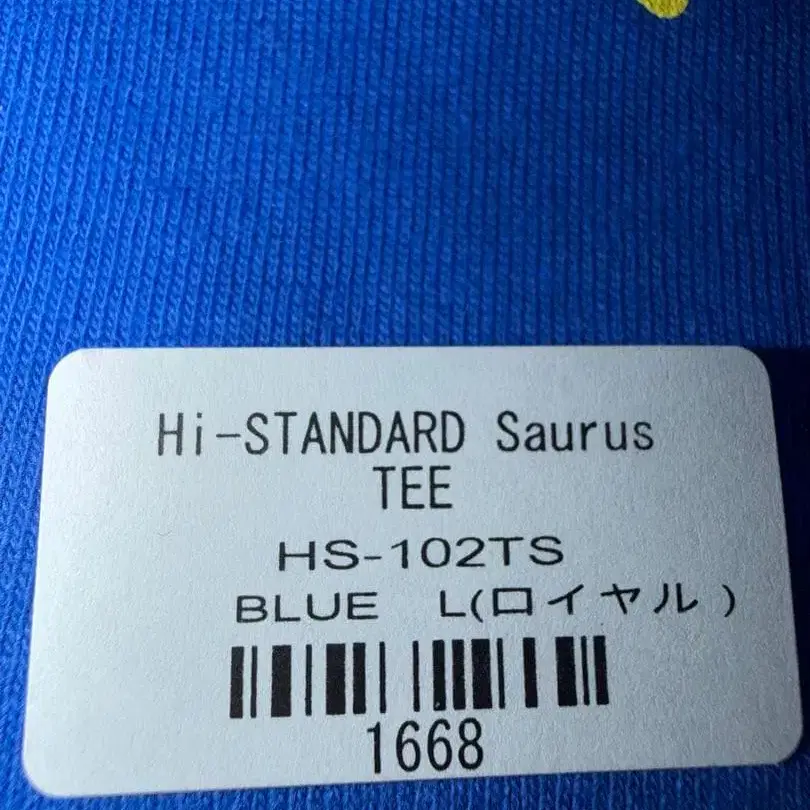 Hi-STANDARD Saurus
TEE
HS-102TS
BLUE L(ロイヤル )
1668